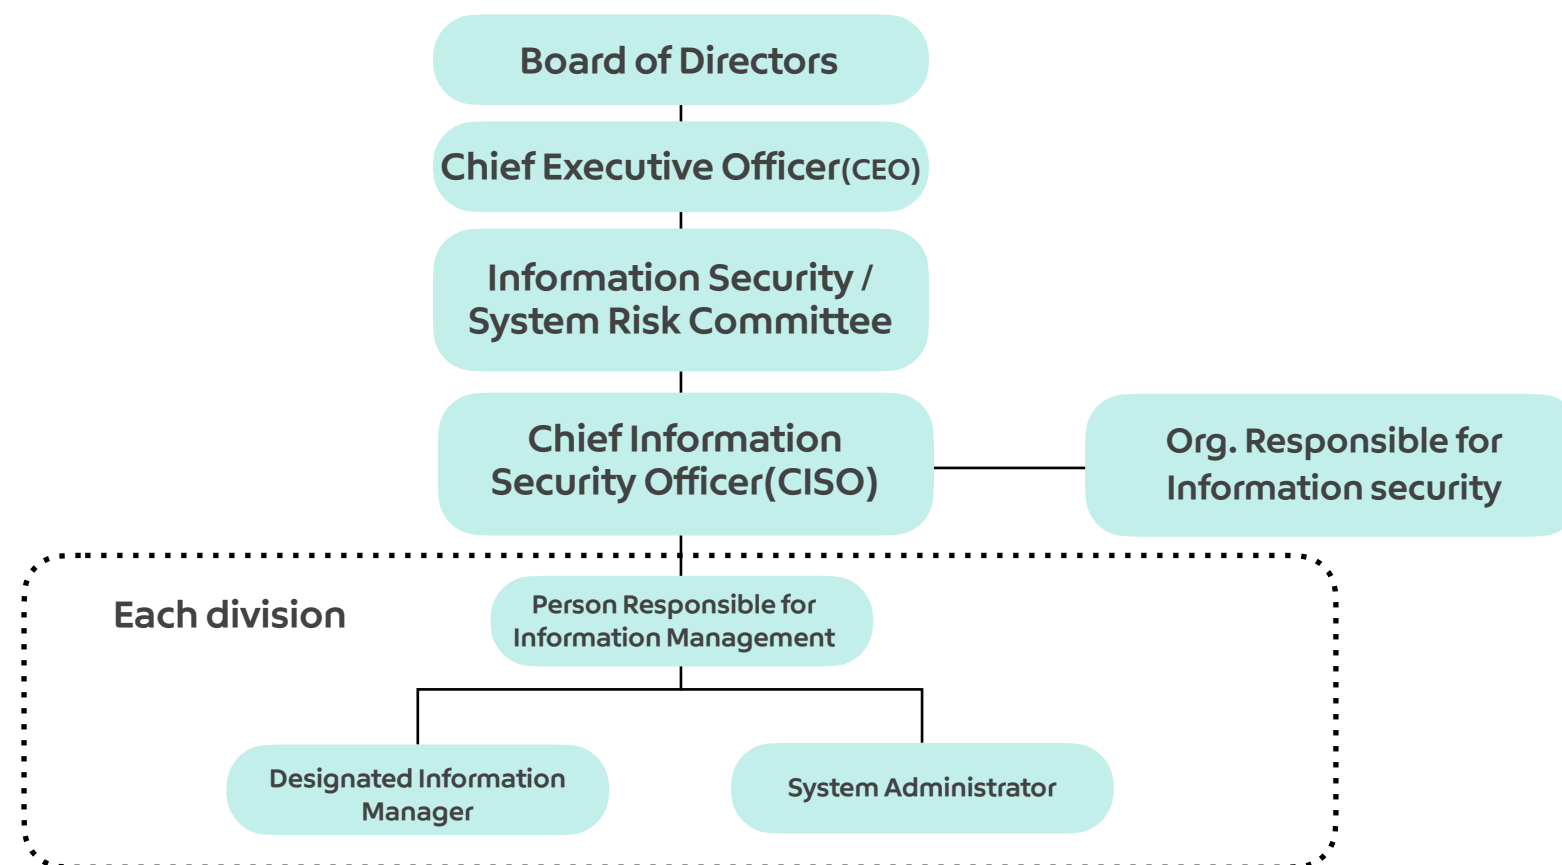 Board of Directors
Chief Executive Officer(CEO)
Information Security /
System Risk Committee
Chief Information
Security Officer(CISO)
Org. Responsible for
Information security
Each division
Person Responsible for
Information Management
Designated Information
Manager
System Administrator